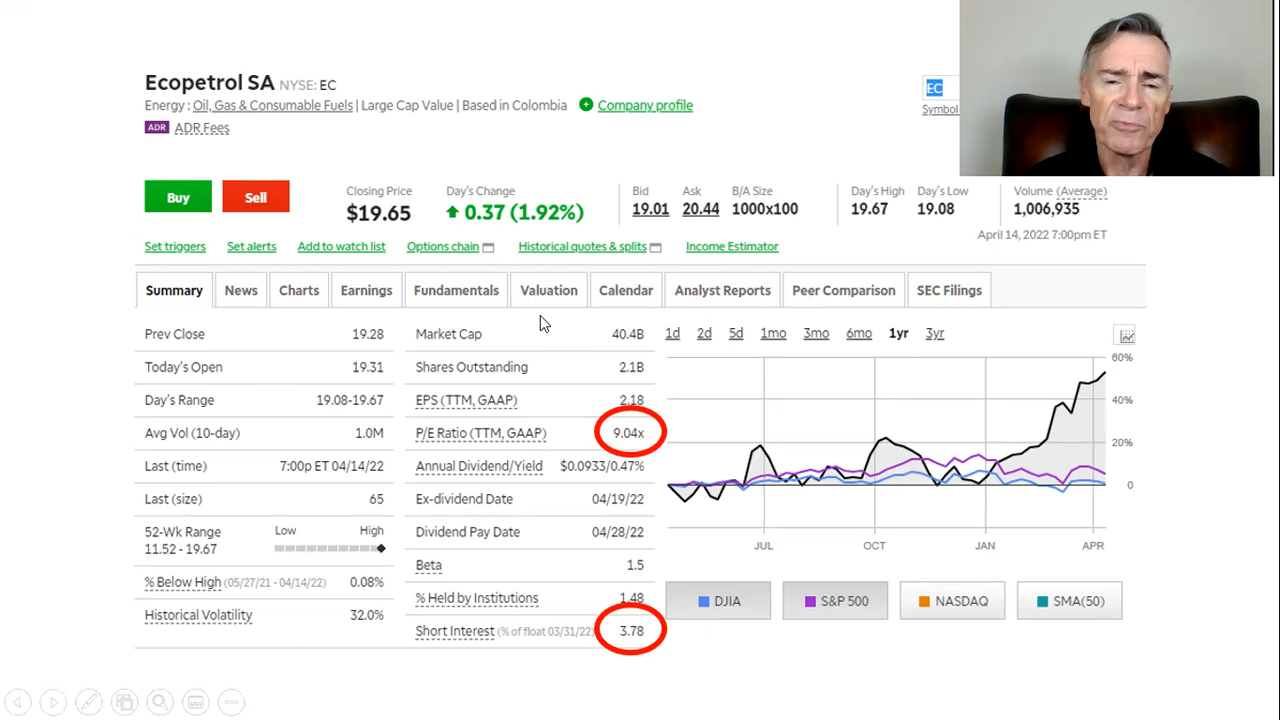 Ecopetrol SA NYSE: EC
Energy : Oil, Gas & Consumable Fuels | Large Cap Value | Based in Colombia Company profile
ADR ADR Fees
EC
Symbol
Buy
Sell
Closing Price
$19.65
Day's Change
0.37 (1.92%)
Bid
19.01
Ask
20.44
B/A Size
1000x100
Day's High
19.67
Day's Low
19.08
Volume (Average)
1,006,935
April 14, 2022 7:00pm ET
Set triggers Set alerts Add to watch list Options chain Historical quotes & splits Income Estimator
Summary News Charts Earnings Fundamentals Valuation Calendar Analyst Reports Peer Comparison SEC Filings
Prev Close 19.28
Today's Open 19.31
Day's Range 19.08-19.67
Avg Vol (10-day) 1.0M
Last (time) 7:00p ET 04/14/22
Last (size) 65
52-Wk Range
11.52 - 19.67
Low High
% Below High (05/27/21 - 04/14/22) 0.08%
Historical Volatility 32.0%
Market Cap 40.4B
Shares Outstanding 2.1B
EPS (TTM, GAAP) 2.18
P/E Ratio (TTM, GAAP) 9.04x
Annual Dividend/Yield $0.0933/0.47%
Ex-dividend Date 04/19/22
Dividend Pay Date 04/28/22
Beta 1.5
% Held by Institutions 1.48
Short Interest (% of float 03/31/22) 3.78
1d 2d 5d 1mo 3mo 6mo 1yr 3yr
60%
40%
20%
0
JUL OCT JAN APR
DJIA S&P 500 NASDAQ SMA(50)